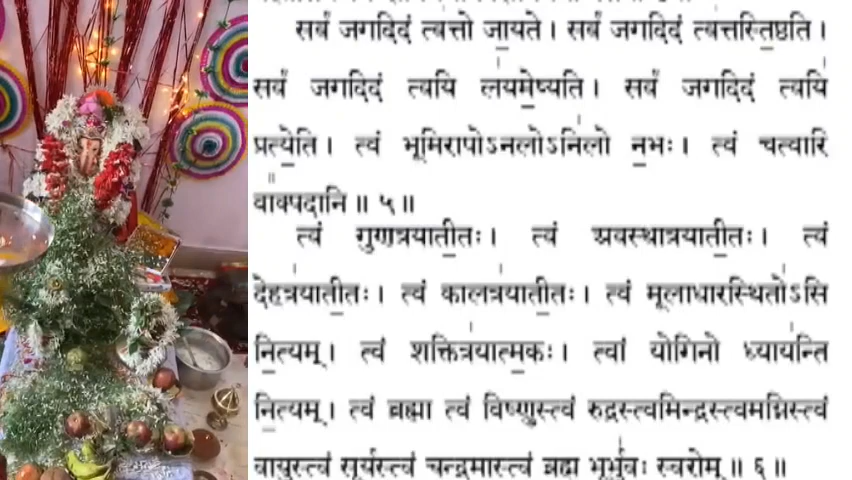 सर्वं जगदिदं त्वत्तो जायते। सर्वं जगदिदं त्वत्तस्तिष्ठति।
सर्वं जगदिदं त्वयि लयमेष्यति। सर्वं जगदिदं त्वयि
प्रत्येति। त्वं भूमिरापोऽनलोऽनिलो नभः। त्वं चत्वारि
वाक्पदानि॥ ५॥
त्वं गुणत्रयातीतः। त्वं अवस्थात्रयातीतः। त्वं
देहत्रयातीतः। त्वं कालत्रयातीतः। त्वं मूलाधारस्थितोऽसि
नित्यम्। त्वं शक्तित्रयात्मकः। त्वां योगिनो ध्यायन्ति
नित्यम्। त्वं ब्रह्मा त्वं विष्णुस्त्वं रुद्रस्त्वमिन्द्रस्त्वमग्निस्त्वं
वायुस्त्वं सूर्यस्त्वं चन्द्रमास्त्वं ब्रह्म भूर्भुवः स्वरोम्॥ ६॥